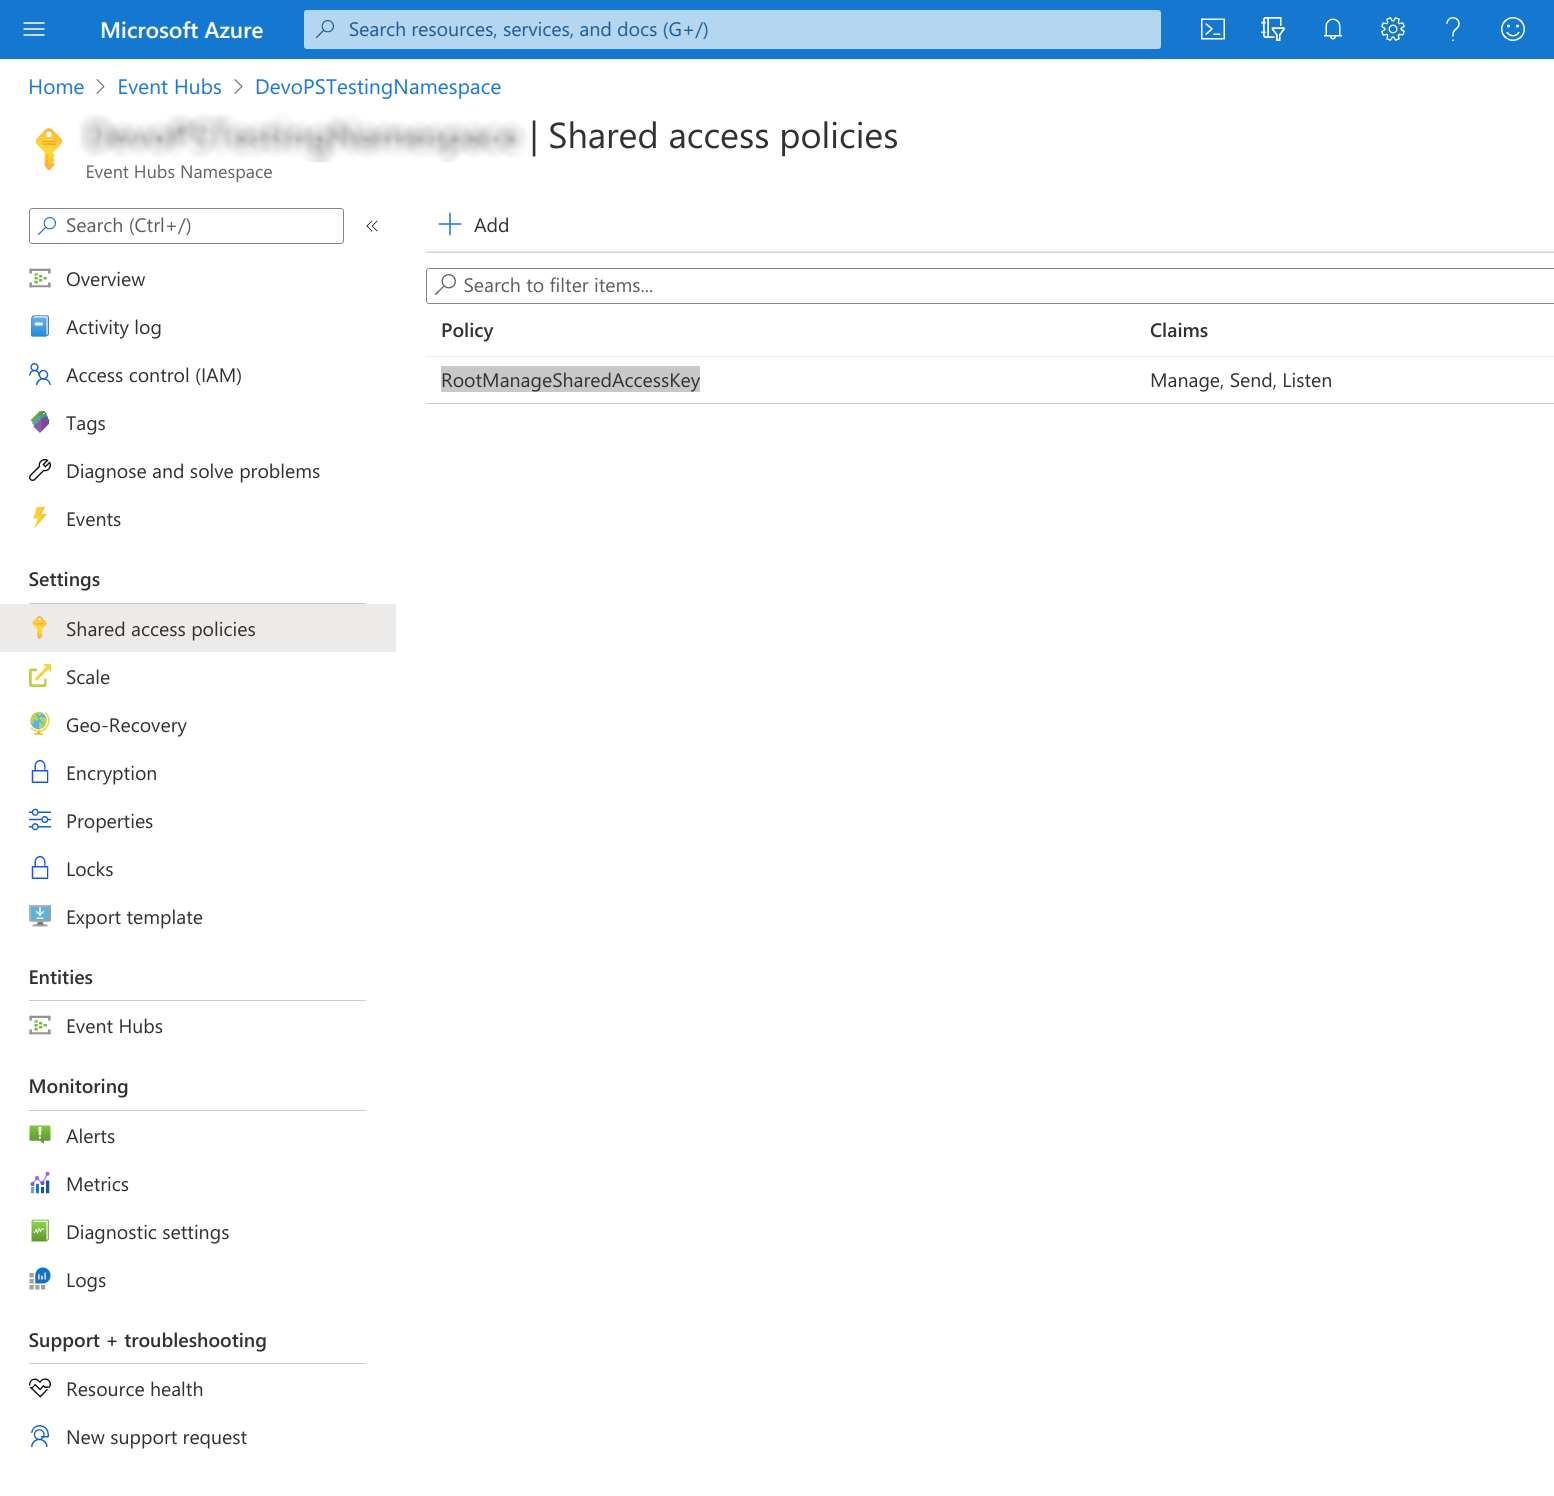 Microsoft Azure
Search resources, services, and docs (G+/)
Home > Event Hubs > DevoPSTestingNamespace
| Shared access policies
Event Hubs Namespace
Search (Ctrl+/)
«
Add
Search to filter items...
Policy Claims
RootManageSharedAccessKey Manage, Send, Listen
Overview
Activity log
Access control (IAM)
Tags
Diagnose and solve problems
Events
Settings
Shared access policies
Scale
Geo-Recovery
Encryption
Properties
Locks
Export template
Entities
Event Hubs
Monitoring
Alerts
Metrics
Diagnostic settings
Logs
Support + troubleshooting
Resource health
New support request